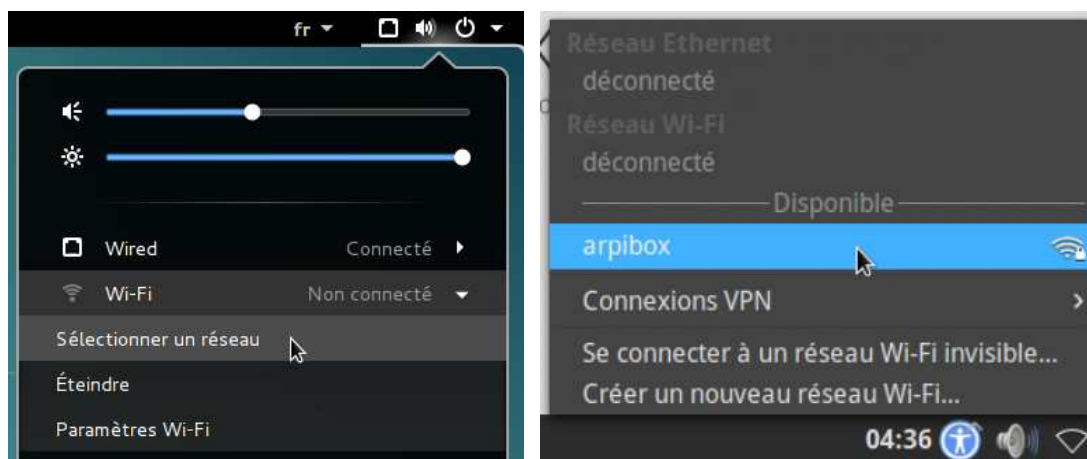 fr
Wired Connecté
Wi-Fi Non connecté
Sélectionner un réseau
Éteindre
Paramètres Wi-Fi
Réseau Ethernet
déconnecté
Réseau Wi-Fi
déconnecté
Disponible
arpibox
Connexions VPN
Se connecter à un réseau Wi-Fi invisible...
Créer un nouveau réseau Wi-Fi...
04:36